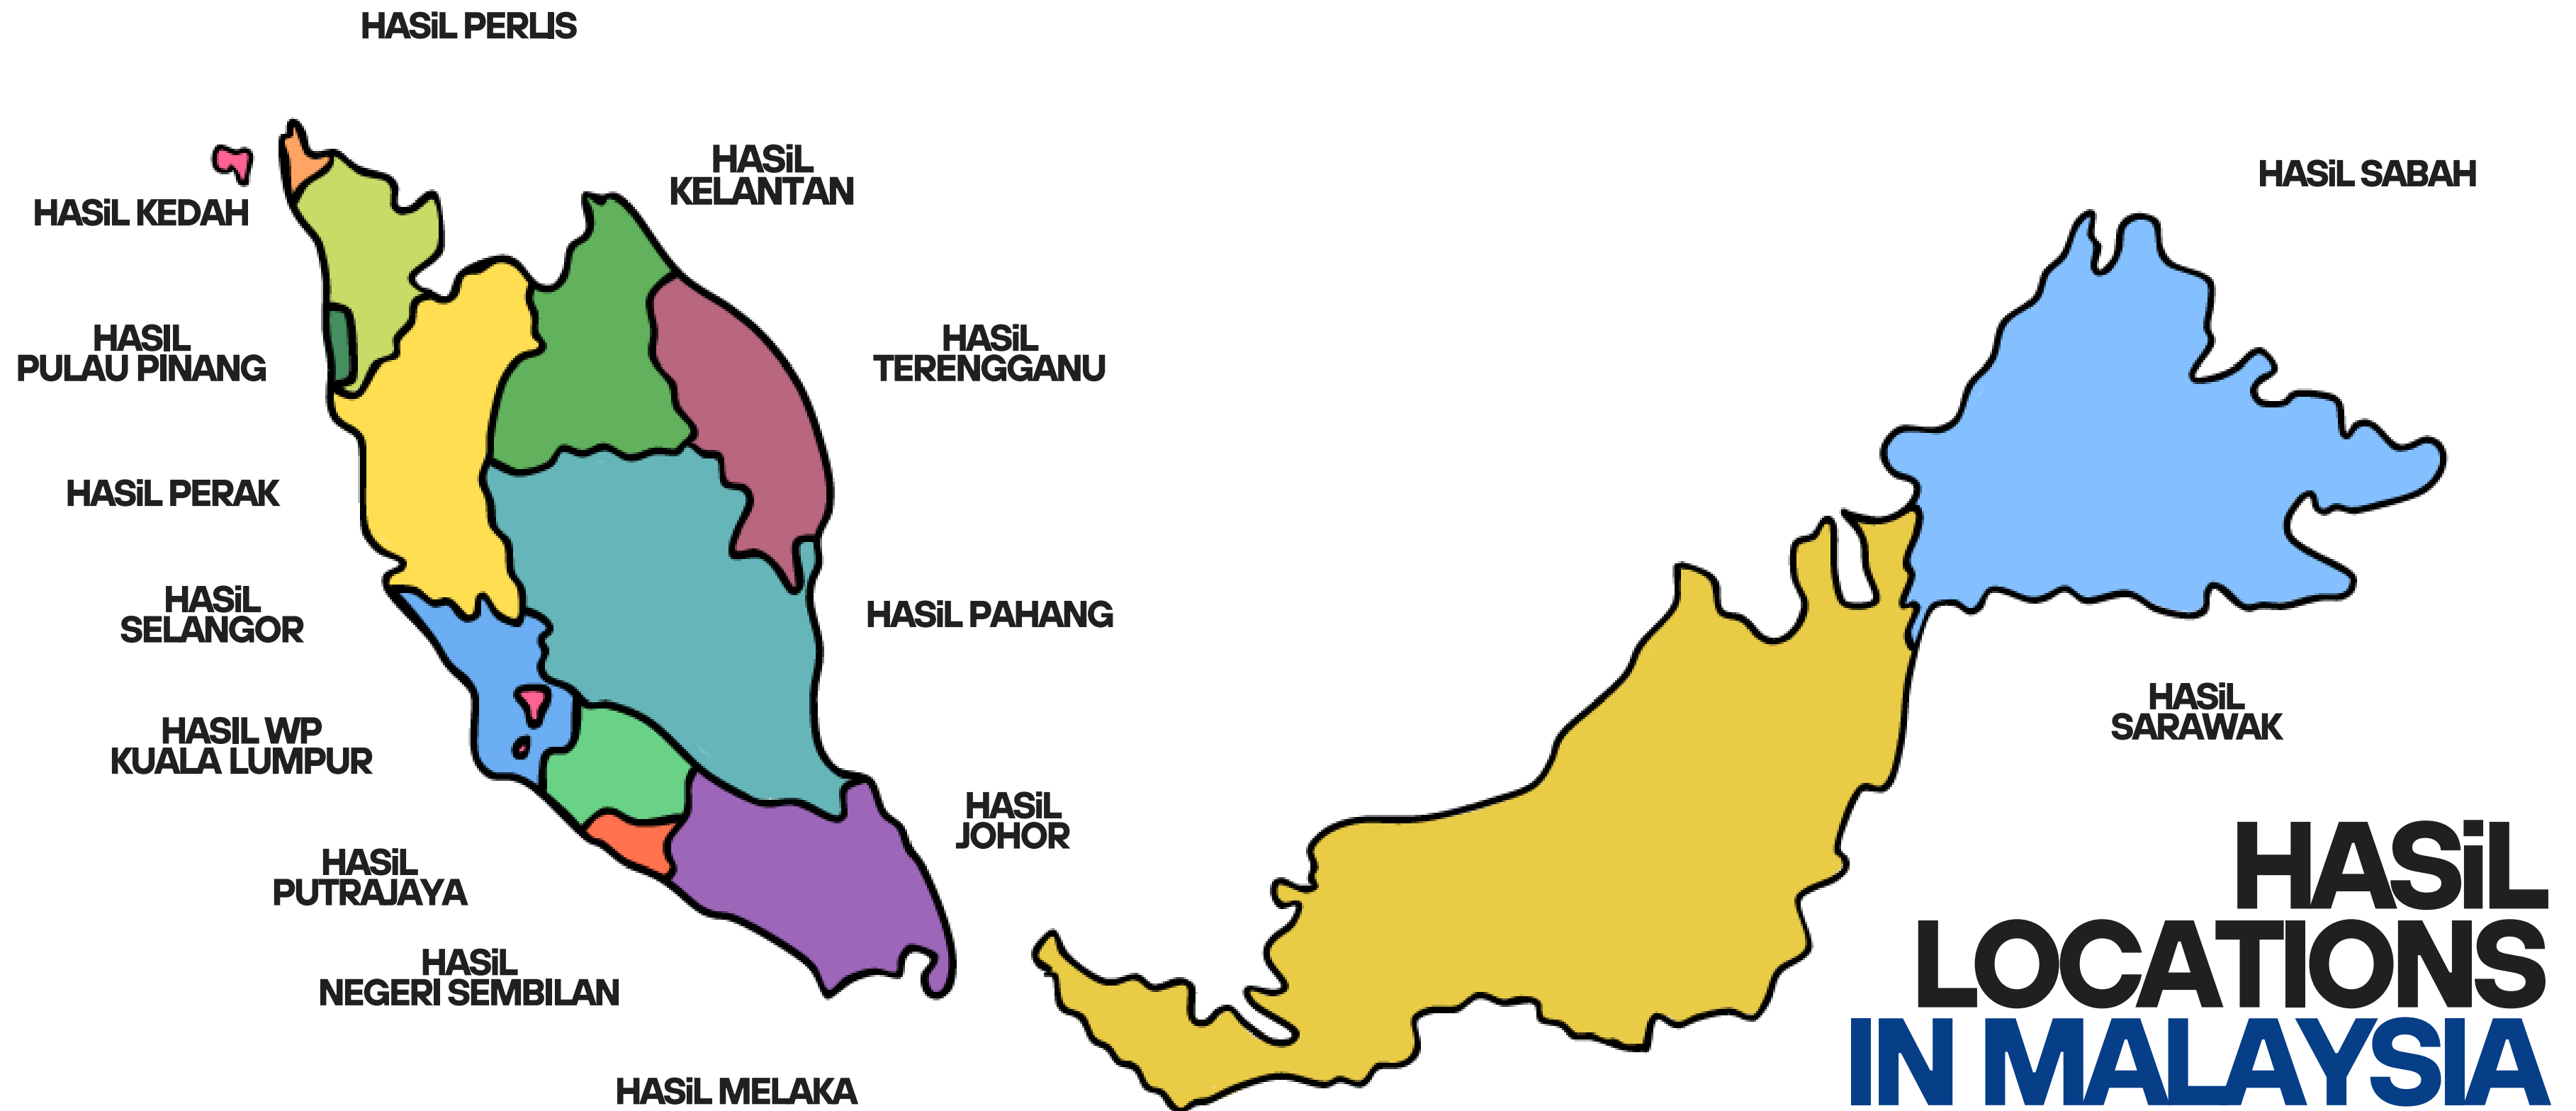 HASiL PERLIS
HASiL
KELANTAN
HASiL SABAH
HASiL KEDAH
HASIL
PULAU PINANG
HASiL
TERENGGANU
HASiL PERAK
HASiL
SELANGOR
HASiL PAHANG
HASiL
SARAWAK
HASIL WP
KUALA LUMPUR
HASiL
JOHOR
HASiL
PUTRAJAYA
HASiL
NEGERI SEMBILAN
HASiL MELAKA
HASiL
LOCATIONS
IN MALAYSIA